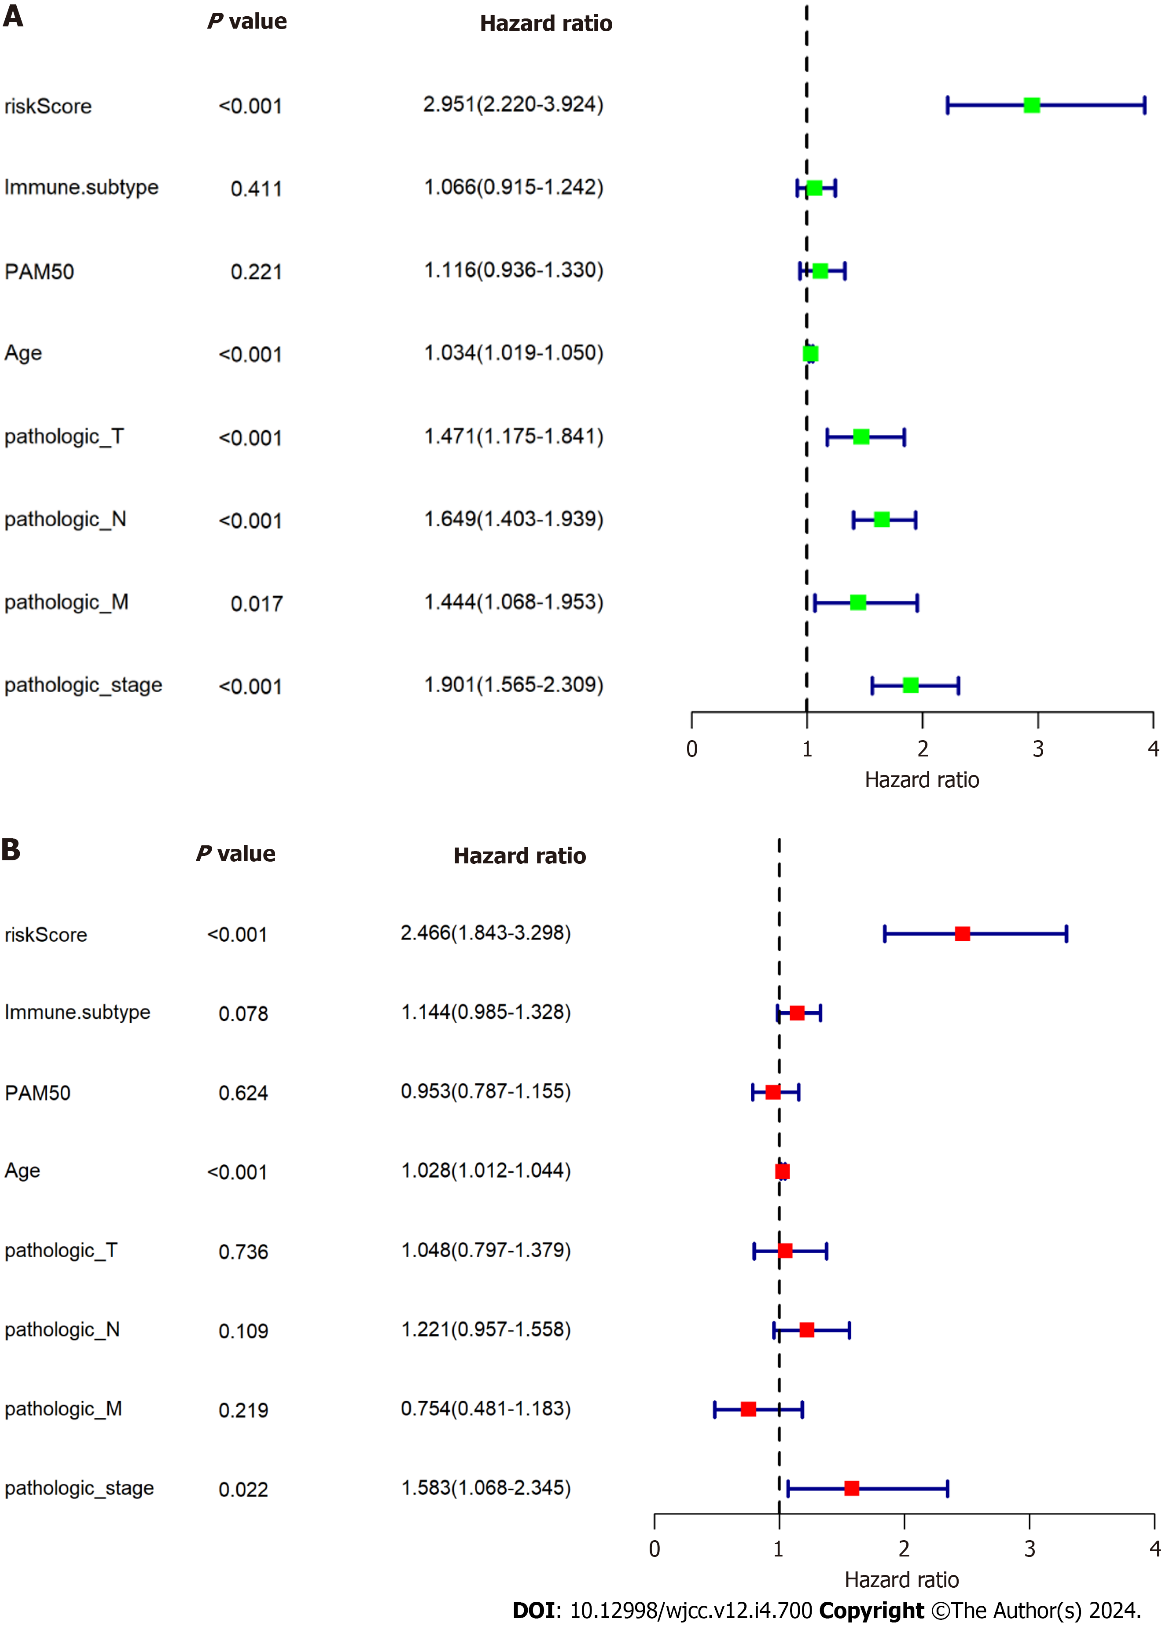 A
P value Hazard ratio
riskScore <0.001 2.951(2.220-3.924)
Immune.subtype 0.411 1.066(0.915-1.242)
PAM50 0.221 1.116(0.936-1.330)
Age <0.001 1.034(1.019-1.050)
pathologic_T <0.001 1.471(1.175-1.841)
pathologic_N <0.001 1.649(1.403-1.939)
pathologic_M 0.017 1.444(1.068-1.953)
pathologic_stage <0.001 1.901(1.565-2.309)
0 1 2 3 4
Hazard ratio
B
P value Hazard ratio
riskScore <0.001 2.466(1.843-3.298)
Immune.subtype 0.078 1.144(0.985-1.328)
PAM50 0.624 0.953(0.787-1.155)
Age <0.001 1.028(1.012-1.044)
pathologic_T 0.736 1.048(0.797-1.379)
pathologic_N 0.109 1.221(0.957-1.558)
pathologic_M 0.219 0.754(0.481-1.183)
pathologic_stage 0.022 1.583(1.068-2.345)
0 1 2 3 4
Hazard ratio
DOI: 10.12998/wjcc.v12.i4.700 Copyright ©The Author(s) 2024.